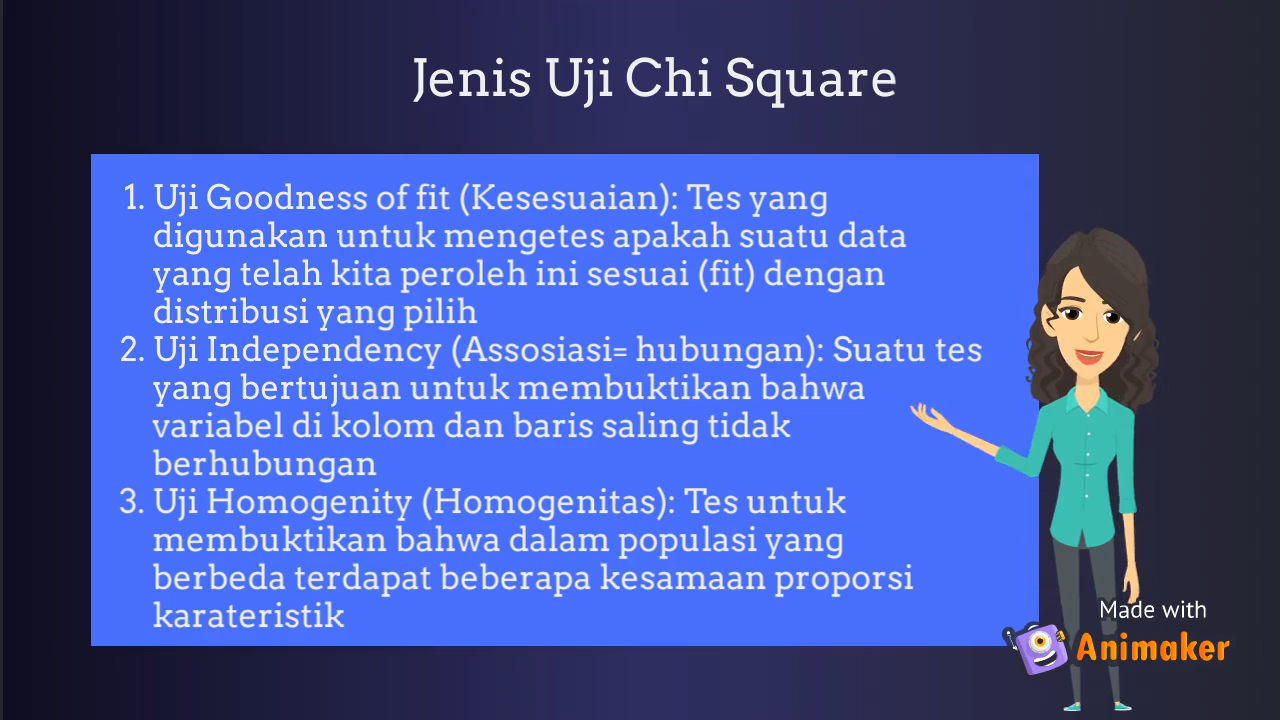 Jenis Uji Chi Square
1. Uji Goodness of fit (Kesesuaian): Tes yang
digunakan untuk mengetes apakah suatu data
yang telah kita peroleh ini sesuai (fit) dengan
distribusi yang pilih
2. Uji Independency (Assosiasi= hubungan): Suatu tes
yang bertujuan untuk membuktikan bahwa
variabel di kolom dan baris saling tidak
berhubungan
3. Uji Homogenity (Homogenitas): Tes untuk
membuktikan bahwa dalam populasi yang
berbeda terdapat beberapa kesamaan proporsi
karateristik
Made with
Animaker